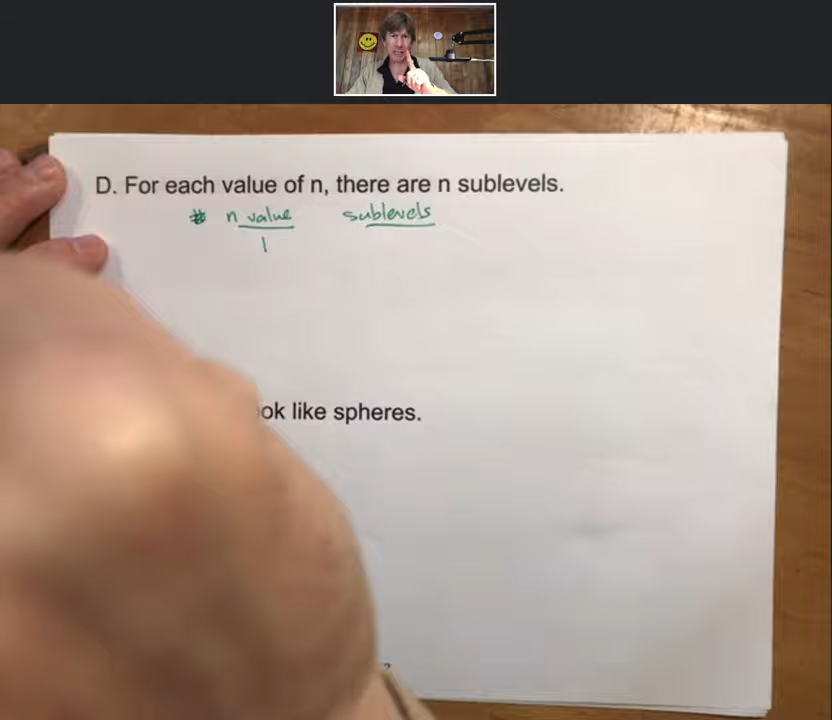 D. For each value of n, there are n sublevels.
# n value sublevels
1
ok like spheres.
?